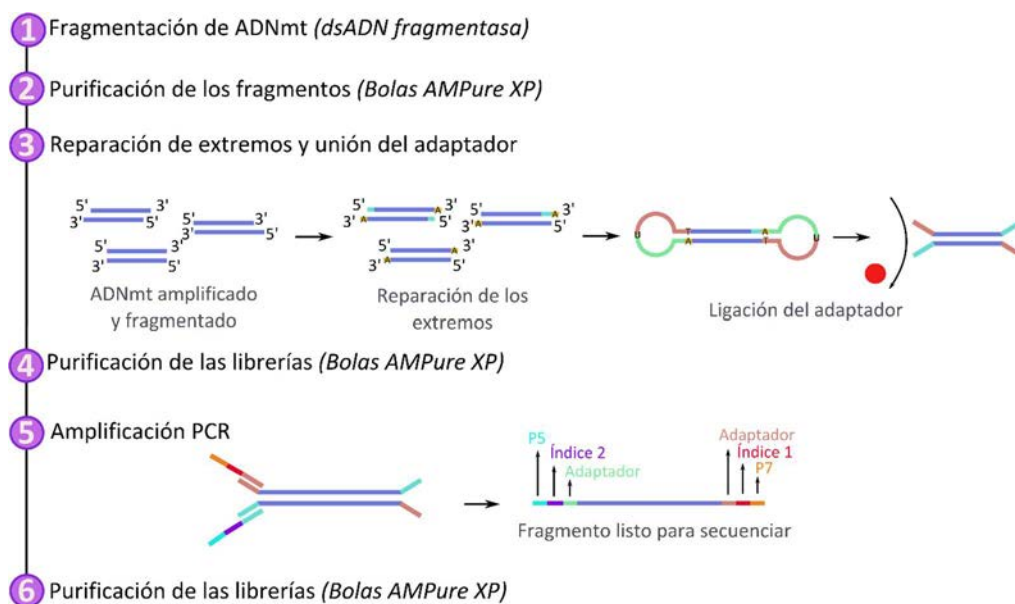 1 Fragmentación de ADNmt (dsADN fragmentasa)
2 Purificación de los fragmentos (Bolas AMPure XP)
3 Reparación de extremos y unión del adaptador
5' 3'
3' 5'
5' 3'
3' 5'
5' 3'
3' 5'
ADNmt amplificado
y fragmentado
5' A 3'
3' A 5'
5' A 3'
3' A 5'
5' A 3'
3' A 5'
Reparación de los
extremos
U T A U
A T
Ligación del adaptador
4 Purificación de las librerías (Bolas AMPure XP)
5 Amplificación PCR
P5
Índice 2
Adaptador
Adaptador
Índice 1
P7
Fragmento listo para secuenciar
6 Purificación de las librerías (Bolas AMPure XP)